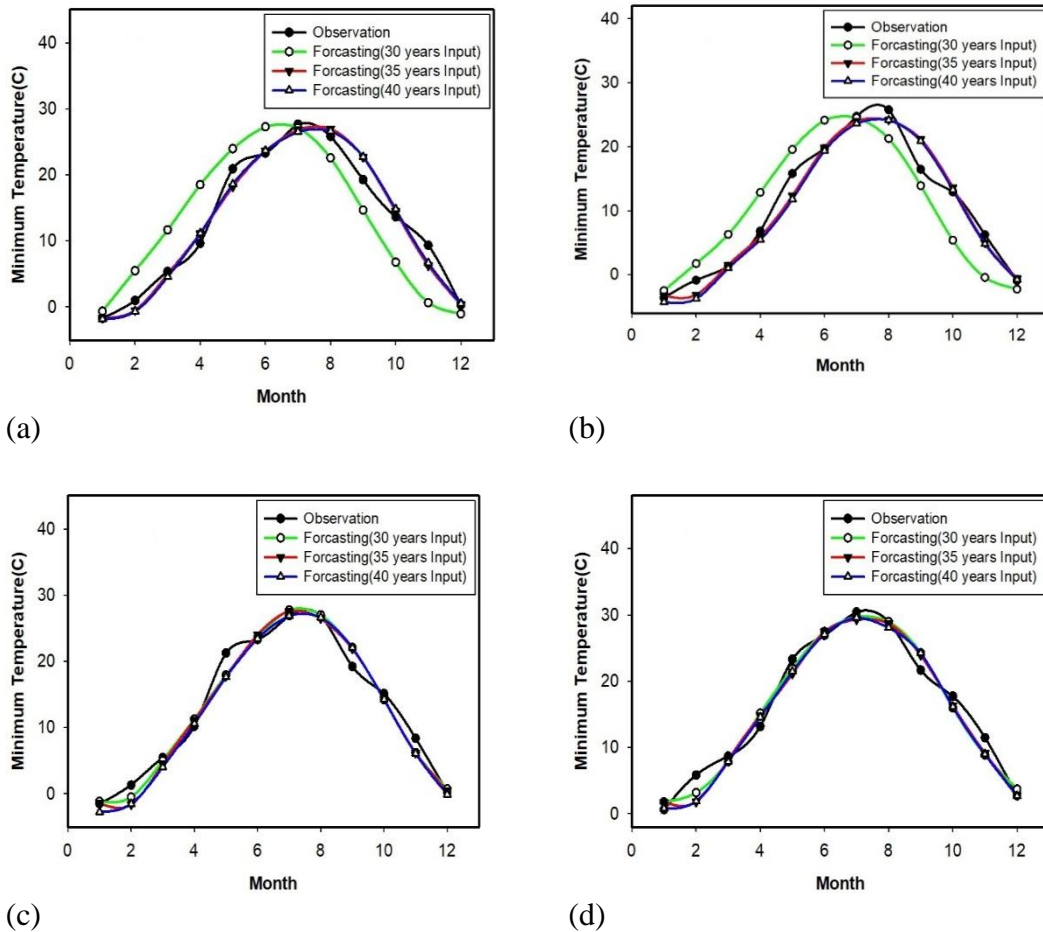 40
30
20
10
0
Minimum Temperature(C)
Observation
Forcasting(30 years Input)
Forcasting(35 years Input)
Forcasting(40 years Input)
0 2 4 6 8 10 12
Month
(a)
40
30
20
10
0
Minimum Temperature(C)
Observation
Forcasting(30 years Input)
Forcasting(35 years Input)
Forcasting(40 years Input)
0 2 4 6 8 10 12
Month
(b)
40
30
20
10
0
Minimum Temperature(C)
Observation
Forcasting(30 years Input)
Forcasting(35 years Input)
Forcasting(40 years Input)
0 2 4 6 8 10 12
Month
(c)
40
30
20
10
0
Minimum Temperature(C)
Observation
Forcasting(30 years Input)
Forcasting(35 years Input)
Forcasting(40 years Input)
0 2 4 6 8 10 12
Month
(d)